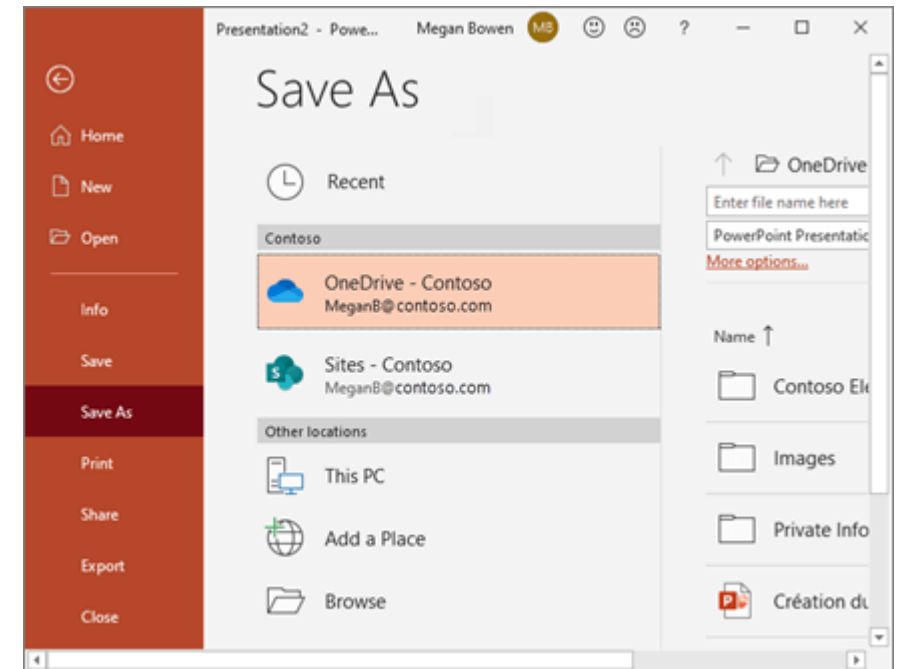 Presentation2 - Powe...
Megan Bowen
MB
?
Save As
Home
New
Open
Info
Save
Save As
Print
Share
Export
Close
Recent
Contoso
OneDrive - Contoso
MeganB@contoso.com
Sites - Contoso
MeganB@contoso.com
Other locations
This PC
Add a Place
Browse
OneDrive
Enter file name here
PowerPoint Presentatic
More options...
Name ↑
Contoso Ele
Images
Private Info
P
Création du